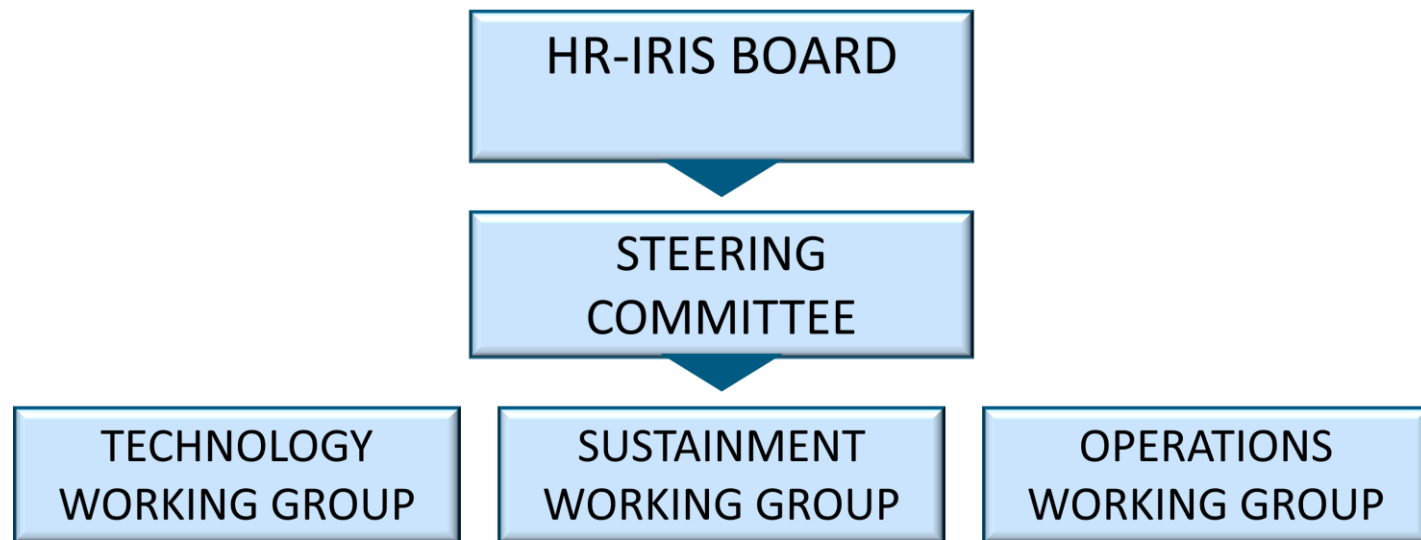 HR-IRIS BOARD
STEERING
COMMITTEE
TECHNOLOGY
WORKING GROUP
SUSTAINMENT
WORKING GROUP
OPERATIONS
WORKING GROUP